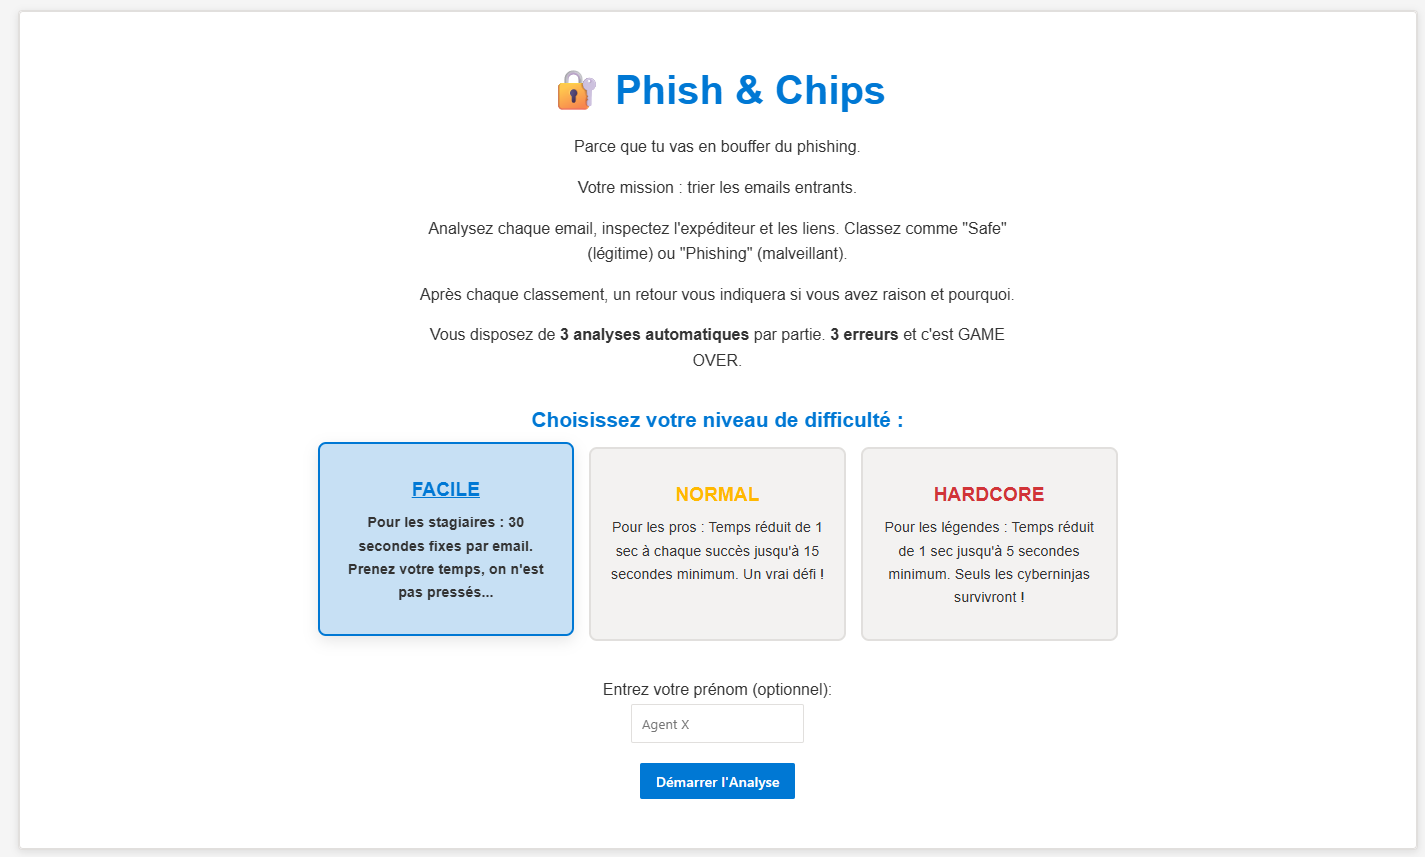 Phish & Chips
Parce que tu vas en bouffer du phishing.
Votre mission : trier les emails entrants.
Analysez chaque email, inspectez l'expéditeur et les liens. Classez comme "Safe"
(légitime) ou "Phishing" (malveillant).
Après chaque classement, un retour vous indiquera si vous avez raison et pourquoi.
Vous disposez de 3 analyses automatiques par partie. 3 erreurs et c'est GAME
OVER.
Choisissez votre niveau de difficulté :
FACILE
Pour les stagiaires : 30
secondes fixes par email.
Prenez votre temps, on n'est
pas pressés...
NORMAL
Pour les pros : Temps réduit de 1
sec à chaque succès jusqu'à 15
secondes minimum. Un vrai défi !
HARDCORE
Pour les légendes : Temps réduit
de 1 sec jusqu'à 5 secondes
minimum. Seuls les cyberninjas
survivront !
Entrez votre prénom (optionnel):
Agent X
Démarrer l'Analyse